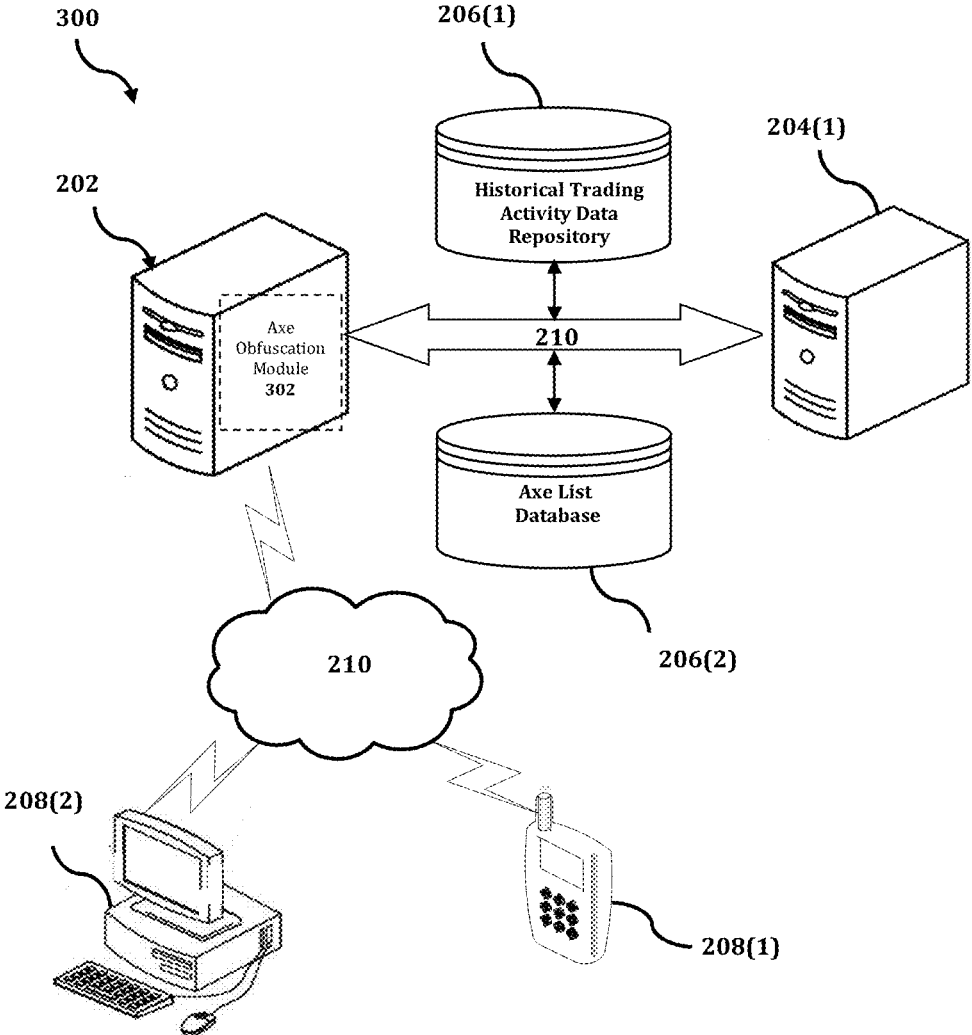 300
206(1)
204(1)
202
Historical Trading
Activity Data
Repository
Axe
Obfuscation
Module
302
210
Axe List
Database
206(2)
210
208(2)
208(1)